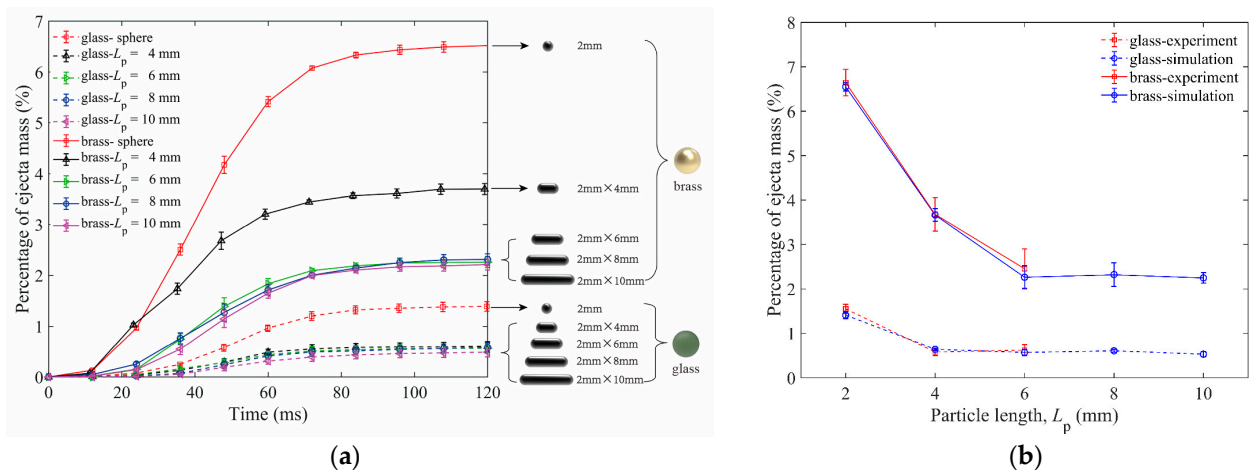 7
6
5
4
3
2
1
0
Percentage of ejecta mass (%)
0 20 40 60 80 100 120
Time (ms)
glass- sphere
glass-Lp = 4 mm
glass-Lp = 6 mm
glass-Lp = 8 mm
glass-Lp = 10 mm
brass- sphere
brass-Lp = 4 mm
brass-Lp = 6 mm
brass-Lp = 8 mm
brass-Lp = 10 mm
2mm
2mm×4mm
2mm×6mm
2mm×8mm
2mm×10mm
brass
2mm
2mm×4mm
2mm×6mm
2mm×8mm
2mm×10mm
glass
(a)
8
7
6
5
4
3
2
1
0
Percentage of ejecta mass (%)
glass-experiment
glass-simulation
brass-experiment
brass-simulation
2 4 6 8 10
Particle length, Lp (mm)
(b)